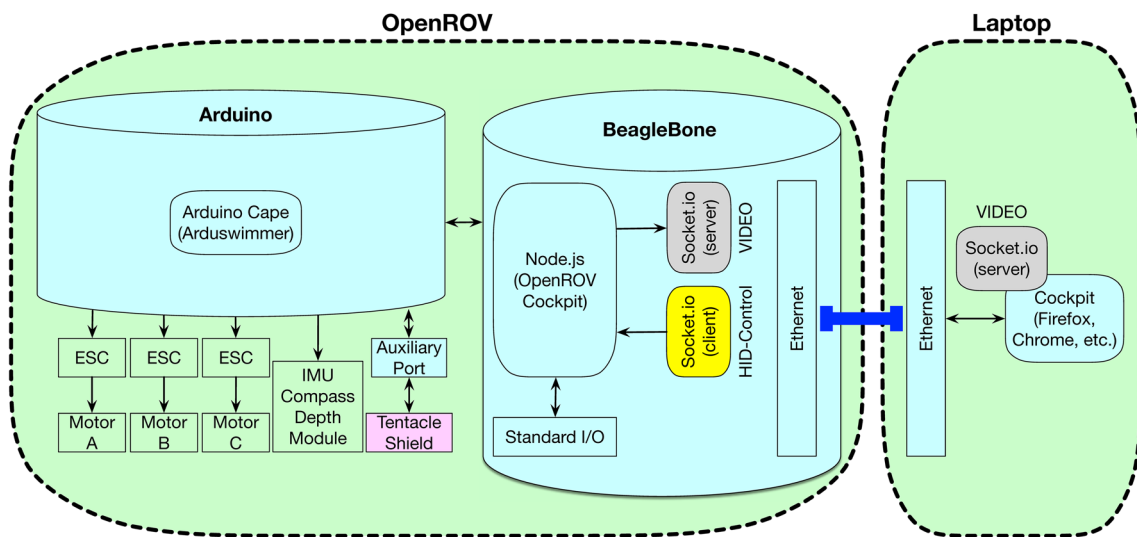 OpenROV
Laptop
Arduino
Arduino Cape
(Arduswimmer)
ESC
ESC
ESC
Motor
A
Motor
B
Motor
C
IMU
Compass
Depth
Module
Auxiliary
Port
Tentacle
Shield
BeagleBone
Node.js
(OpenROV
Cockpit)
Standard I/O
Socket.io
(server)
VIDEO
Socket.io
(client)
HID-Control
Ethernet
Ethernet
VIDEO
Socket.io
(server)
Cockpit
(Firefox,
Chrome, etc.)